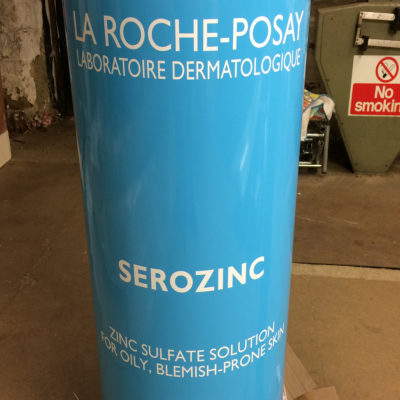 LA ROCHE-POSAY
LABORATOIRE DERMATOLOGIQUE
No
smoking
SEROZINC
ZINC SULFATE SOLUTION
FOR OILY, BLEMISH-PRONE SKIN